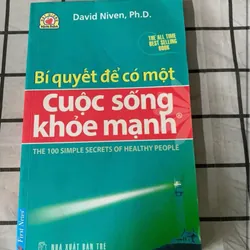 David Niven, Ph.D.
THE ALL TIME
BEST SELLING
BOOK
Bí quyết để có một
Cuộc sống
khỏe mạnh®
THE 100 SIMPLE SECRETS OF HEALTHY PEOPLE
First News
NHÀ XUẤT BẢN TRẺ